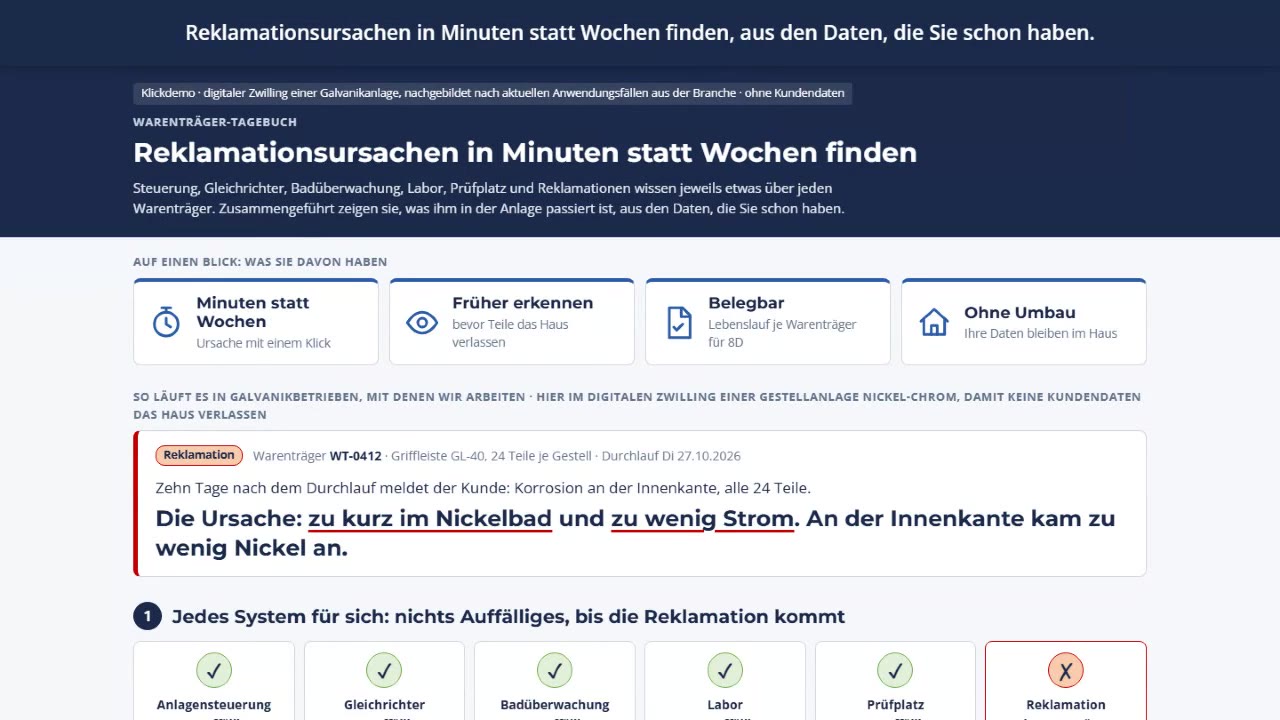 Reklamationsursachen in Minuten statt Wochen finden, aus den Daten, die Sie schon haben.
Klickdemo · digitaler Zwilling einer Galvanikanlage, nachgebildet nach aktuellen Anwendungsfällen aus der Branche · ohne Kundendaten
WARENTRÄGER-TAGEBUCH
Reklamationsursachen in Minuten statt Wochen finden
Steuerung, Gleichrichter, Badüberwachung, Labor, Prüfplatz und Reklamationen wissen jeweils etwas über jeden
Warenträger. Zusammengeführt zeigen sie, was ihm in der Anlage passiert ist, aus den Daten, die Sie schon haben.
AUF EINEN BLICK: WAS SIE DAVON HABEN
Minuten statt
Wochen
Ursache mit einem Klick
Früher erkennen
bevor Teile das Haus
verlassen
Belegbar
Lebenslauf je Warenträger
für 8D
Ohne Umbau
Ihre Daten bleiben im Haus
SO LÄUFT ES IN GALVANIKBETRIEBEN, MIT DENEN WIR ARBEITEN · HIER IM DIGITALEN ZWILLING EINER GESTELLANLAGE NICKEL-CHROM, DAMIT KEINE KUNDENDATEN
DAS HAUS VERLASSEN
Reklamation Warenträger WT-0412 · Griffleiste GL-40, 24 Teile je Gestell · Durchlauf Di 27.10.2026
Zehn Tage nach dem Durchlauf meldet der Kunde: Korrosion an der Innenkante, alle 24 Teile.
Die Ursache: zu kurz im Nickelbad und zu wenig Strom. An der Innenkante kam zu
wenig Nickel an.
1 Jedes System für sich: nichts Auffälliges, bis die Reklamation kommt
✓ ✓ ✓ ✓ ✓ ✗
Anlagensteuerung Gleichrichter Badüberwachung Labor Prüfplatz Reklamation